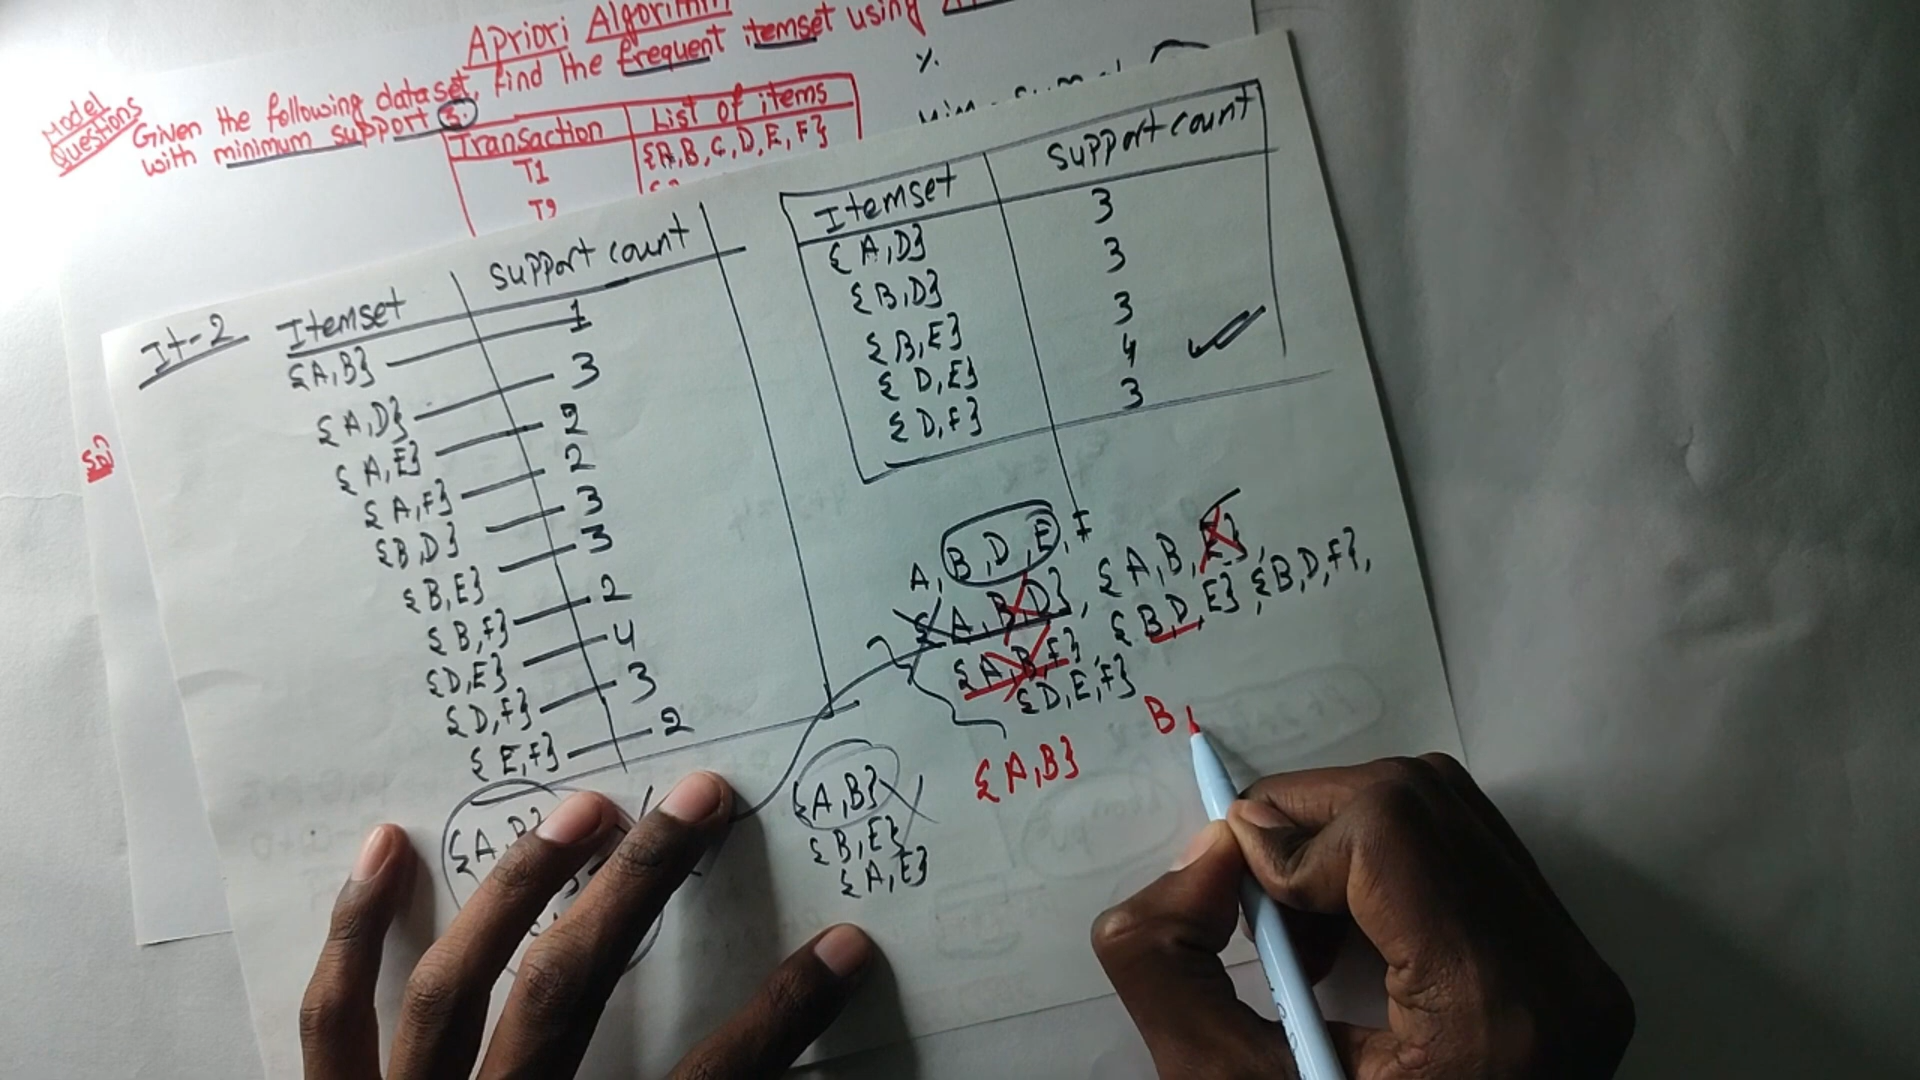 Apriori Algorithm
Model Questions
Given the following dataset, find the frequent itemset using
with minimum support 3.
Transaction List of items
T1 {A,B,C,D,E,F}
Sol
It-2
Itemset support count
{A,B} 1
{A,D} 3
{A,E} 2
{A,F} 2
{B,D} 3
{B,E} 3
{B,F} 2
{D,E} 4
{D,F} 3
{E,F} 2
Itemset support count
{A,D} 3
{B,D} 3
{B,E} 3
{D,E} 4
{D,F} 3
A, B, D, E, F
{A,B,D}, {A,B,E},
{A,B,F}, {B,D,E}, {B,D,F},
{D,E,F}
{A,B}
{B,E}
{A,E}
{A,B}
B